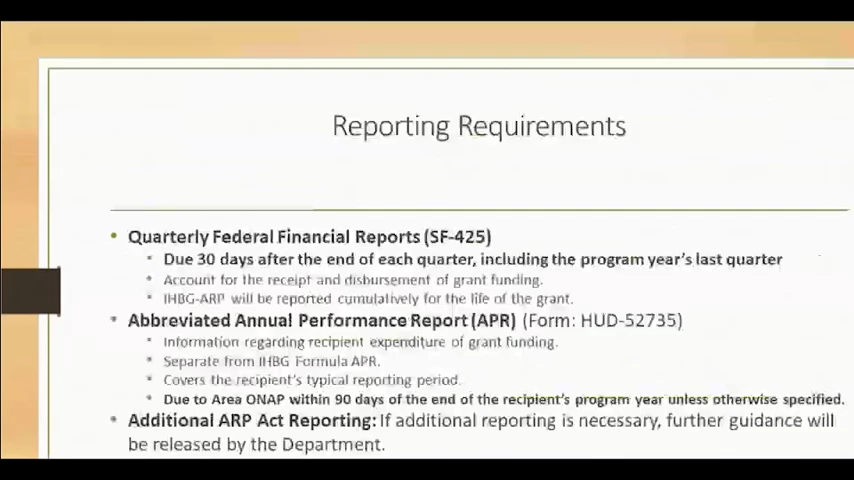 Reporting Requirements
• Quarterly Federal Financial Reports (SF-425)
▪ Due 30 days after the end of each quarter, including the program year's last quarter
▪ Account for the receipt and disbursement of grant funding.
▪ IHBG-ARP will be reported cumulatively for the life of the grant.
• Abbreviated Annual Performance Report (APR) (Form: HUD-52735)
▪ Information regarding recipient expenditure of grant funding.
▪ Separate from IHBG Formula APR.
▪ Covers the recipient's typical reporting period.
▪ Due to Area ONAP within 90 days of the end of the recipient's program year unless otherwise specified.
• Additional ARP Act Reporting: If additional reporting is necessary, further guidance will
be released by the Department.